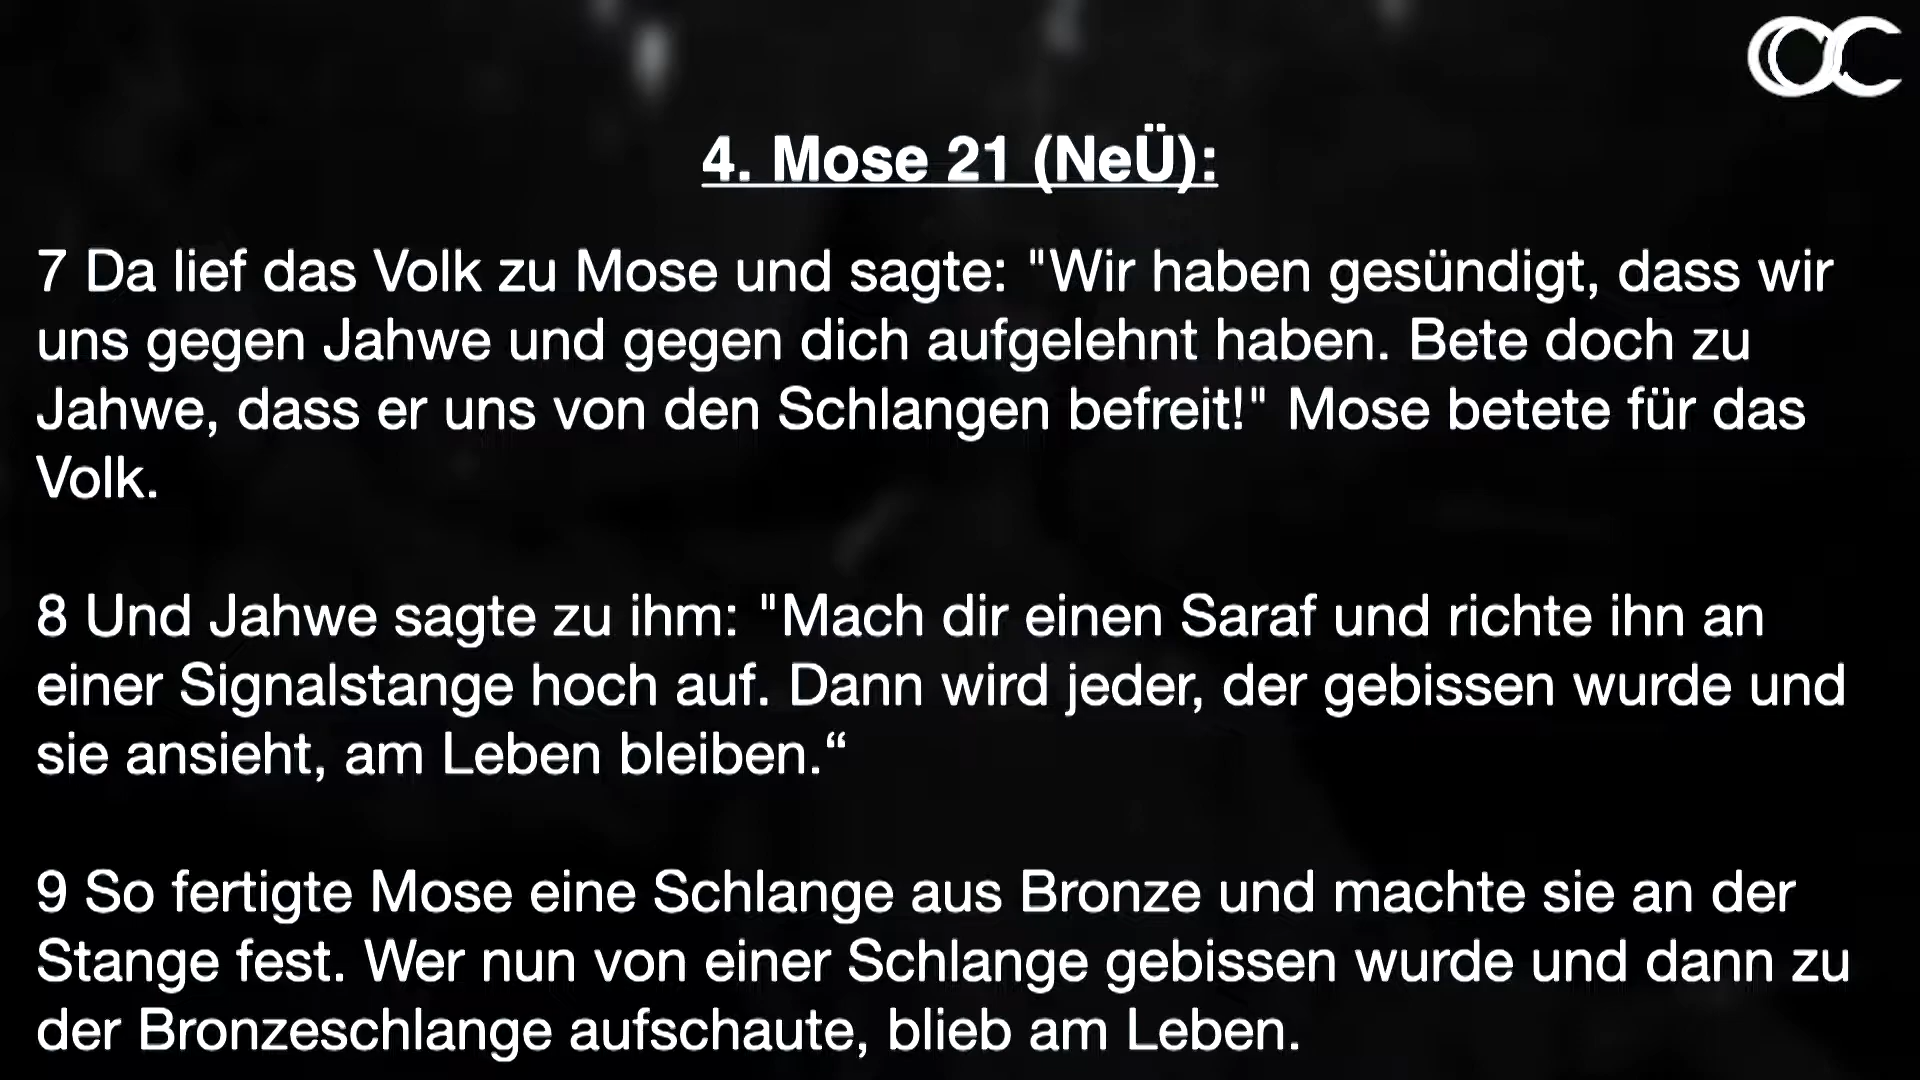 OC
4. Mose 21 (NeÜ):
7 Da lief das Volk zu Mose und sagte: "Wir haben gesündigt, dass wir
uns gegen Jahwe und gegen dich aufgelehnt haben. Bete doch zu
Jahwe, dass er uns von den Schlangen befreit!" Mose betete für das
Volk.
8 Und Jahwe sagte zu ihm: "Mach dir einen Saraf und richte ihn an
einer Signalstange hoch auf. Dann wird jeder, der gebissen wurde und
sie ansieht, am Leben bleiben.“
9 So fertigte Mose eine Schlange aus Bronze und machte sie an der
Stange fest. Wer nun von einer Schlange gebissen wurde und dann zu
der Bronzeschlange aufschaute, blieb am Leben.